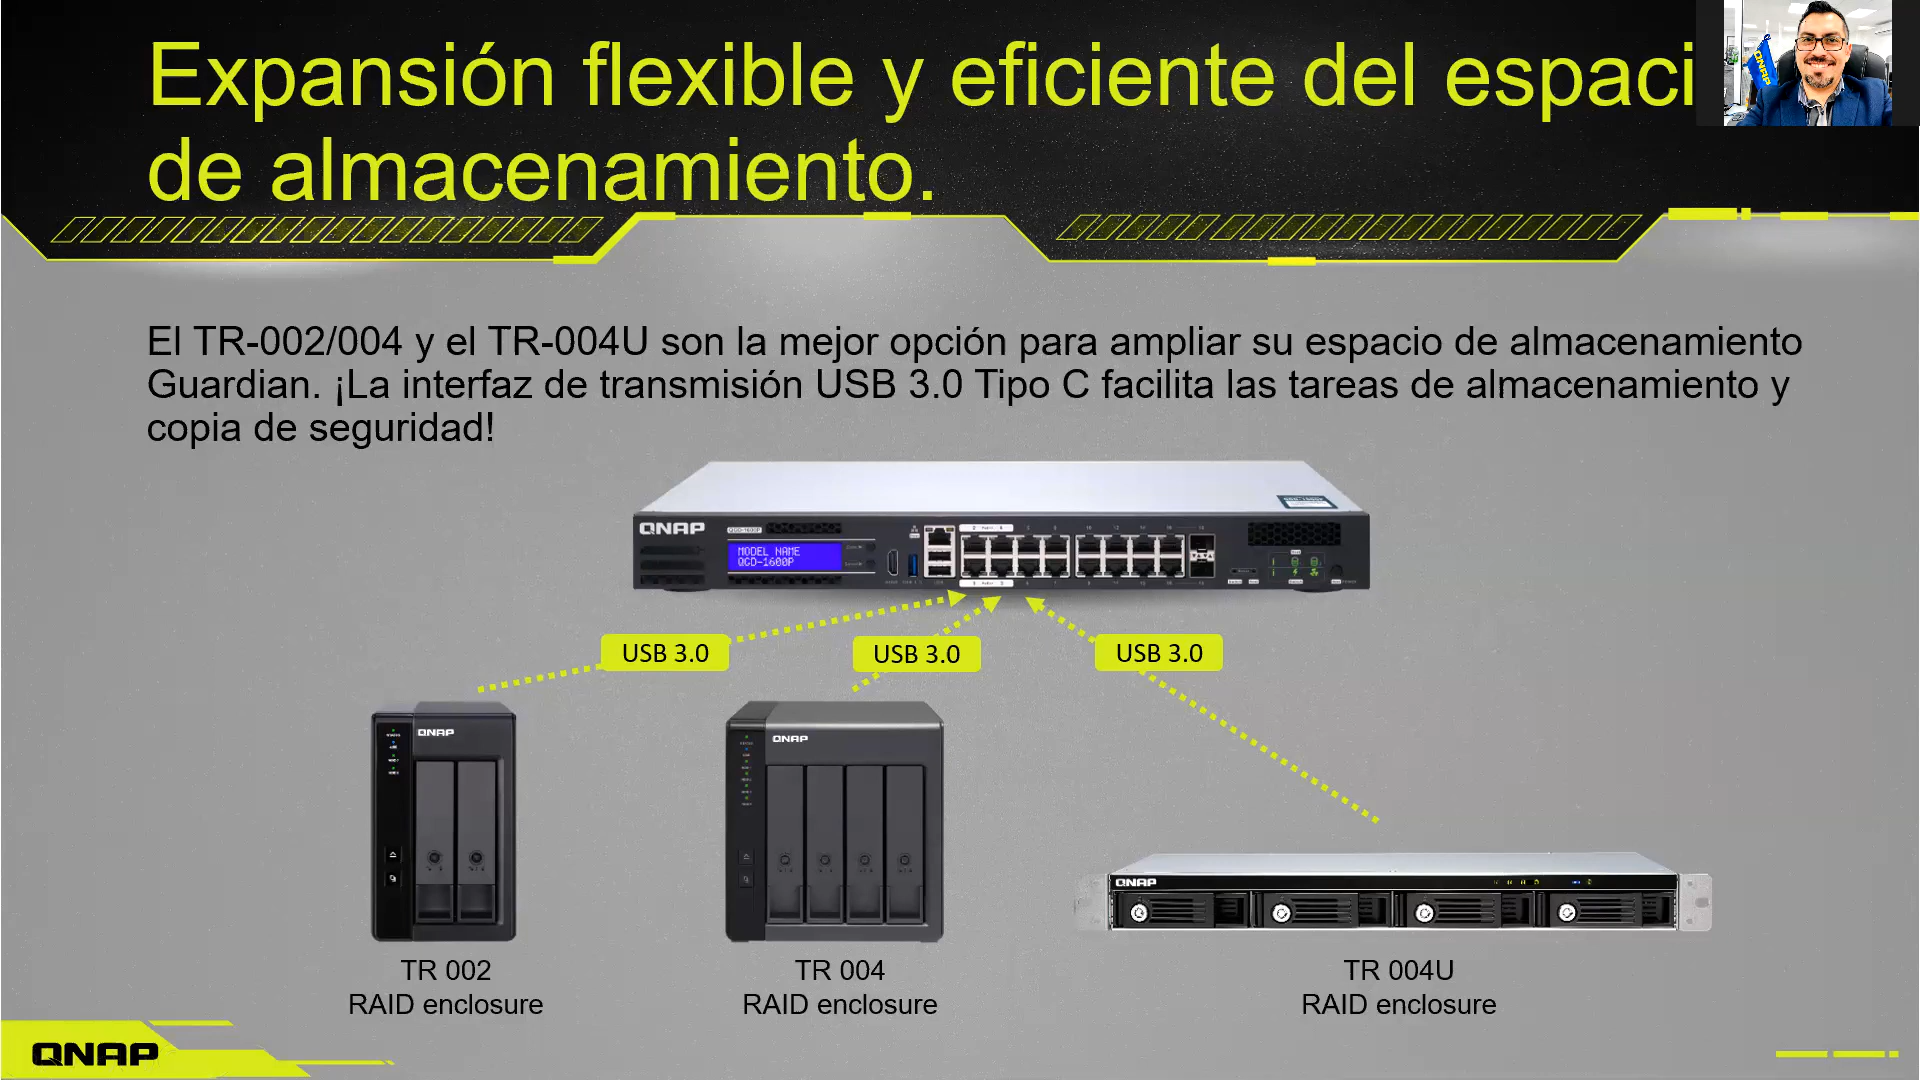 Expansión flexible y eficiente del espaci
de almacenamiento.
QNAP
El TR-002/004 y el TR-004U son la mejor opción para ampliar su espacio de almacenamiento
Guardian. ¡La interfaz de transmisión USB 3.0 Tipo C facilita las tareas de almacenamiento y
copia de seguridad!
QNAP
QGD-1600P
MODEL NAME
QGD-1600P
USB 3.0
USB 3.0
USB 3.0
QNAP
QNAP
QNAP
TR 002
RAID enclosure
TR 004
RAID enclosure
TR 004U
RAID enclosure
QNAP